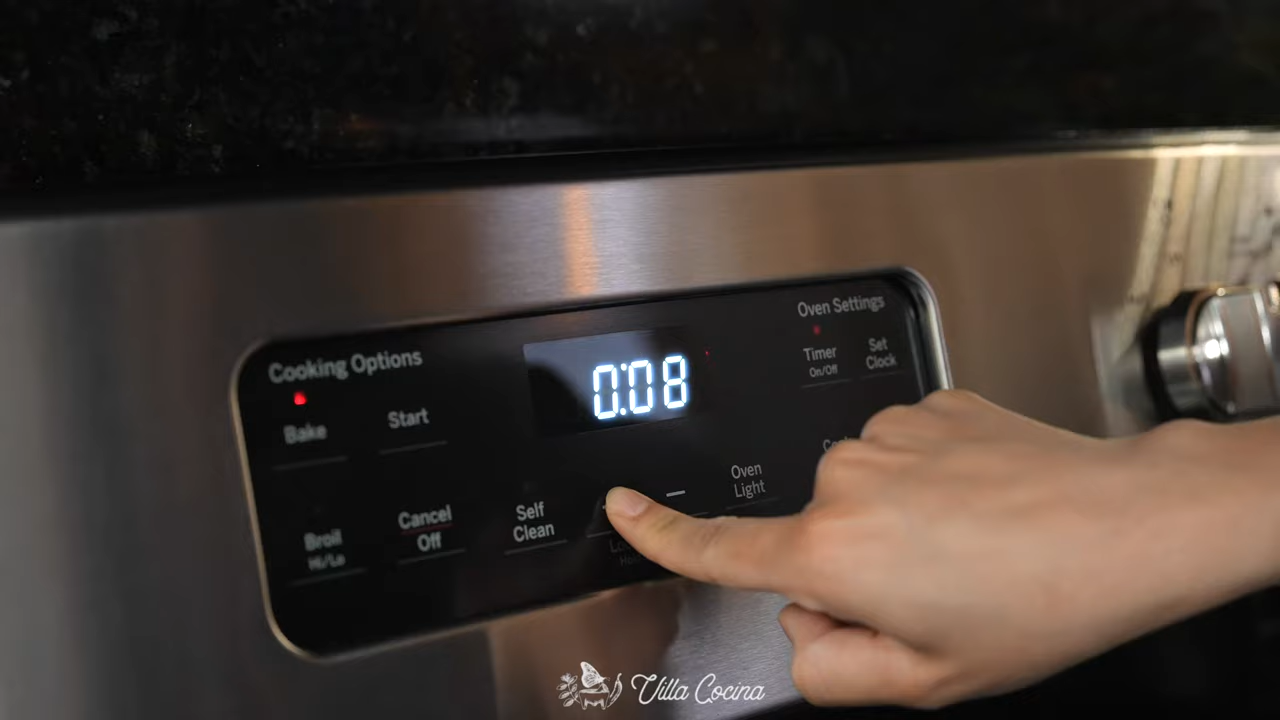 Cooking Options
Bake
Start
0:08
Oven Settings
Timer
On/Off
Set
Clock
Broil
Hi/Lo
Cancel
Off
Self
Clean
Oven
Light
Villa Cocina